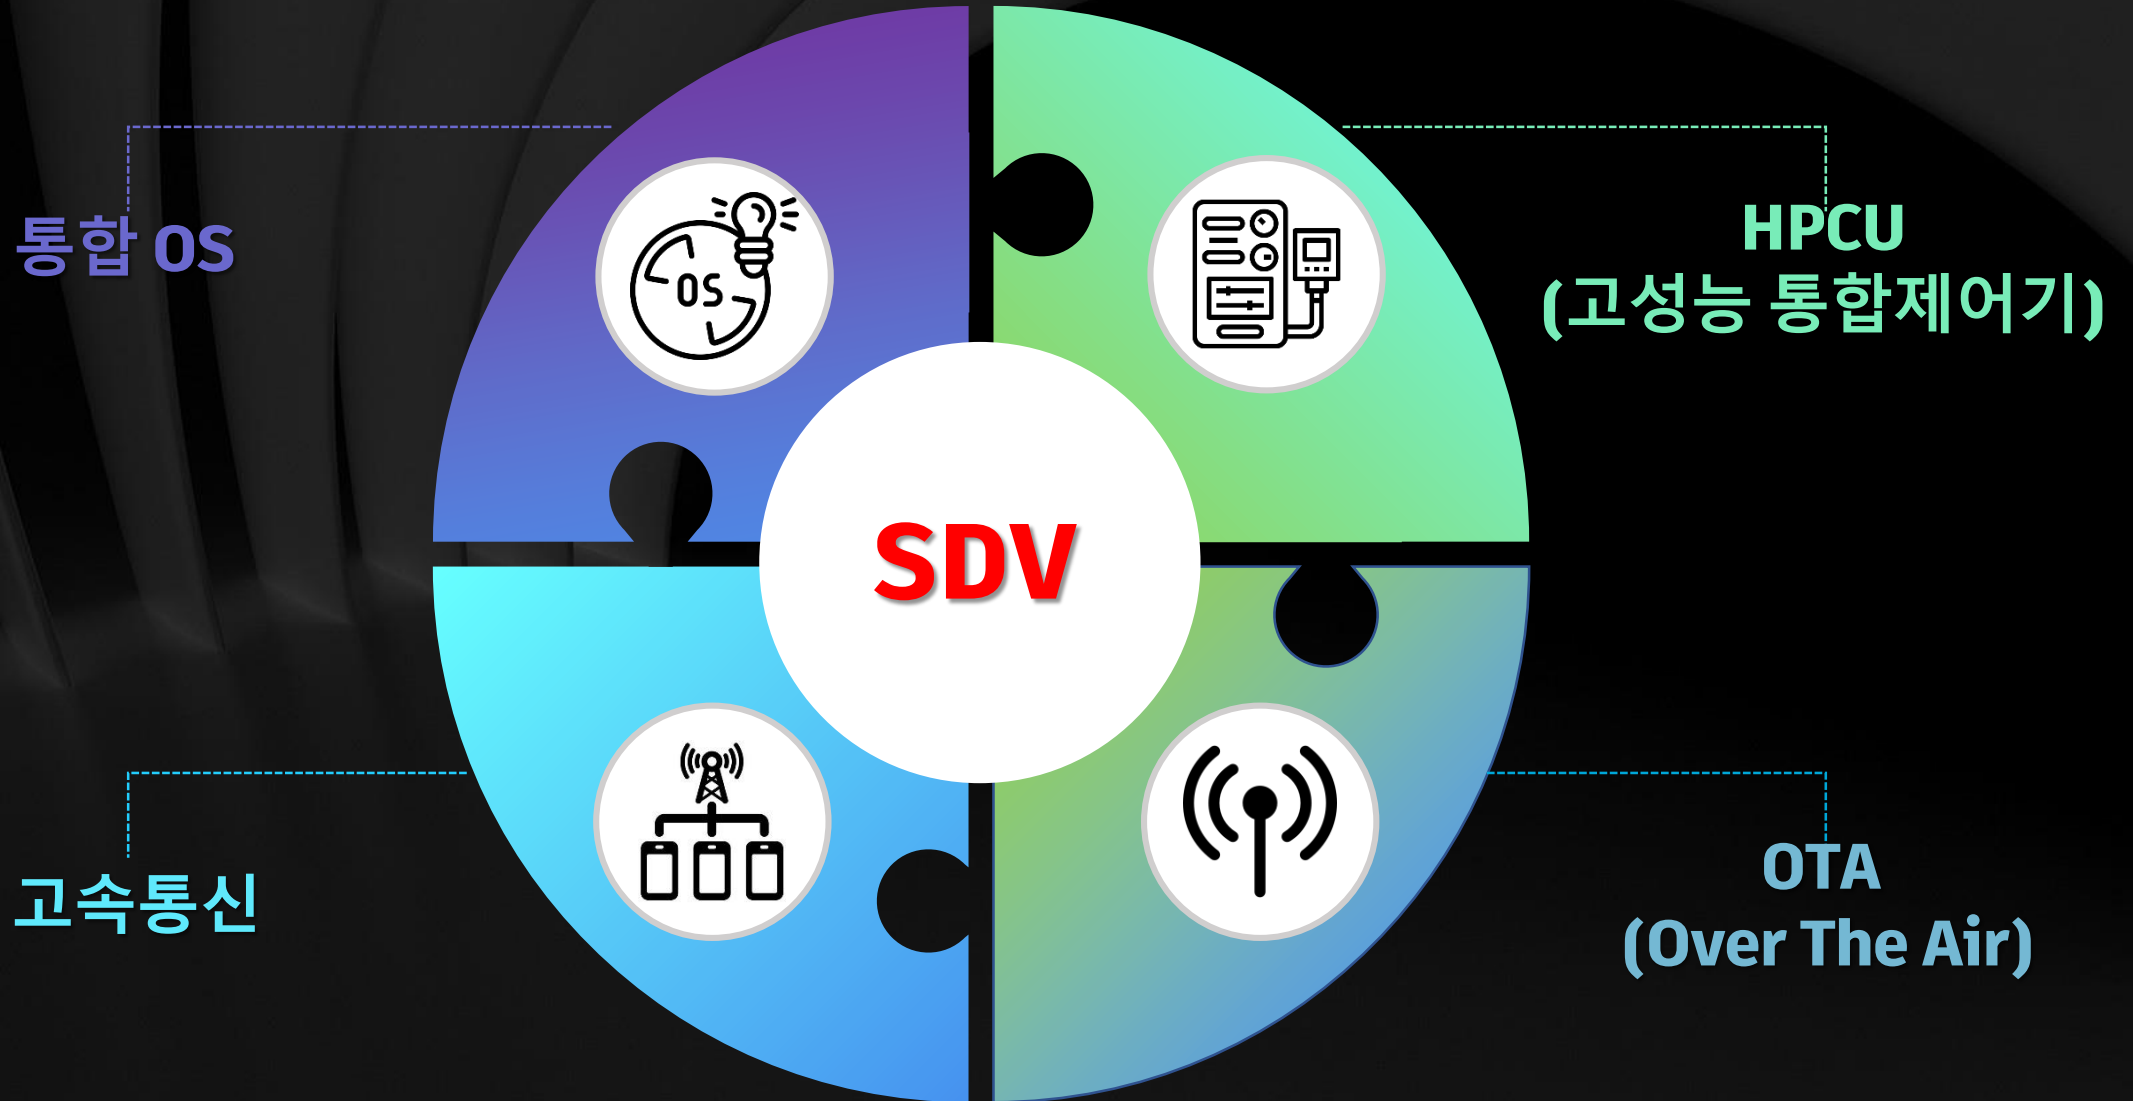 통합 OS
OS
HPCU
(고성능 통합제어기)
SDV
고속통신
OTA
(Over The Air)